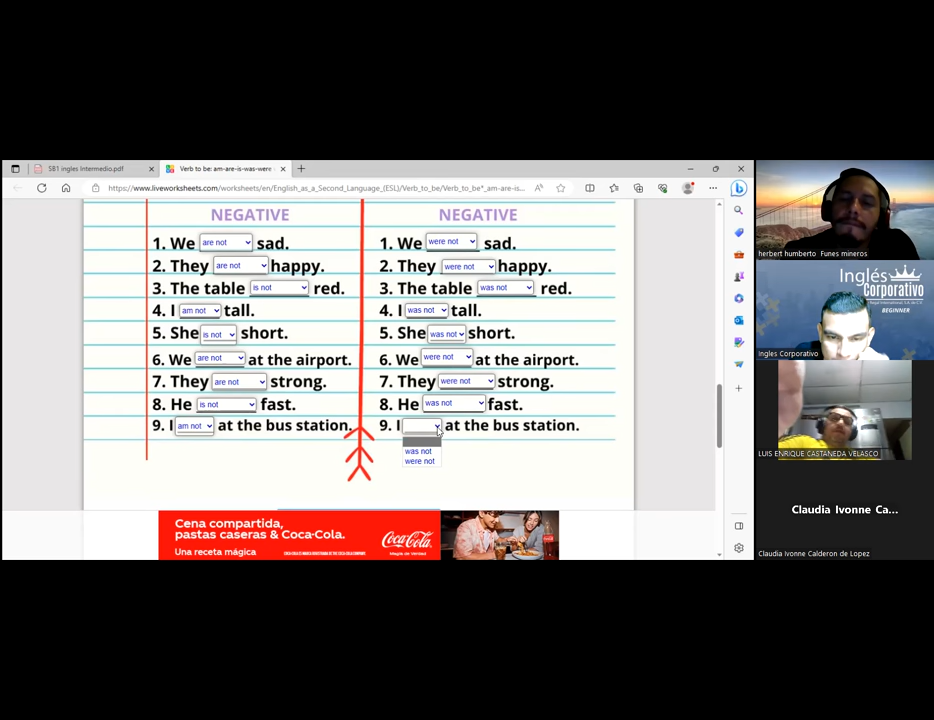 SB1 ingles Intermedio.pdf
Verb to be: am-are-is-was-were
https://www.liveworksheets.com/worksheets/en/English_as_a_Second_Language_(ESL)/Verb_to_be/Verb_to_be*_am-are-is...
NEGATIVE
1. We are not sad.
2. They are not happy.
3. The table is not red.
4. I am not tall.
5. She is not short.
6. We are not at the airport.
7. They are not strong.
8. He is not fast.
9. I am not at the bus station.
NEGATIVE
1. We were not sad.
2. They were not happy.
3. The table was not red.
4. I was not tall.
5. She was not short.
6. We were not at the airport.
7. They were not strong.
8. He was not fast.
9. I at the bus station.
was not
were not
Cena compartida,
pastas caseras & Coca-Cola.
Una receta mágica
Coca-Cola
Magia de Verdad
herbert humberto Funes mineros
Inglés
Corporativo
BEGINNER
Ingles Corporativo
LUIS ENRIQUE CASTANEDA VELASCO
Claudia Ivonne Ca...
Claudia Ivonne Calderon de Lopez